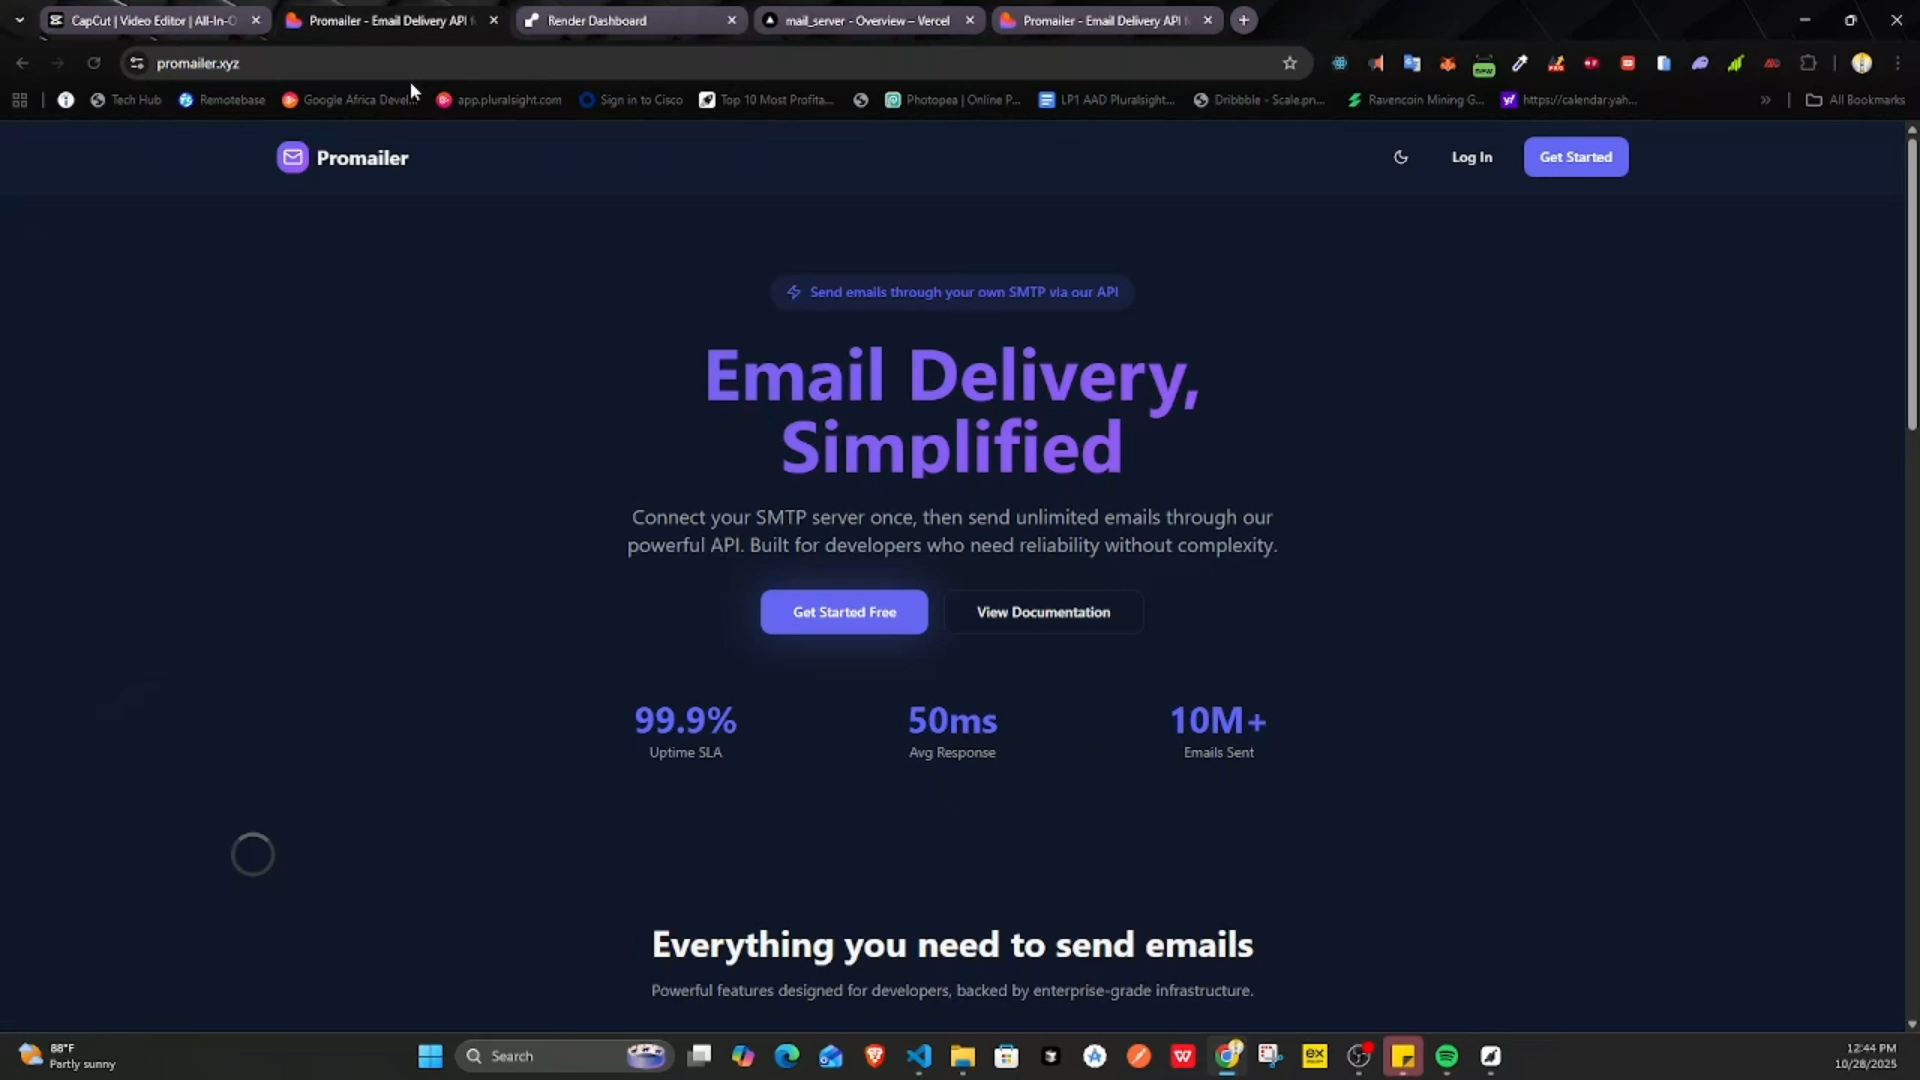 CapCut | Video Editor | All-In-O
Promailer - Email Delivery API f
Render Dashboard
mail_server - Overview – Vercel
Promailer - Email Delivery API f
promailer.xyz
new
Tech Hub
Remotebase
Google Africa Devel...
app.pluralsight.com
Sign in to Cisco
Top 10 Most Profita...
Photopea | Online P...
LP1 AAD Pluralsight...
Dribbble - Scale.pn...
Ravencoin Mining G...
https://calendar.yah...
All Bookmarks
Promailer
Log In
Get Started
Send emails through your own SMTP via our API
Email Delivery,
Simplified
Connect your SMTP server once, then send unlimited emails through our
powerful API. Built for developers who need reliability without complexity.
Get Started Free
View Documentation
99.9%
Uptime SLA
50ms
Avg Response
10M+
Emails Sent
Everything you need to send emails
Powerful features designed for developers, backed by enterprise-grade infrastructure.
88°F
Partly sunny
Search
12:44 PM
10/28/2025